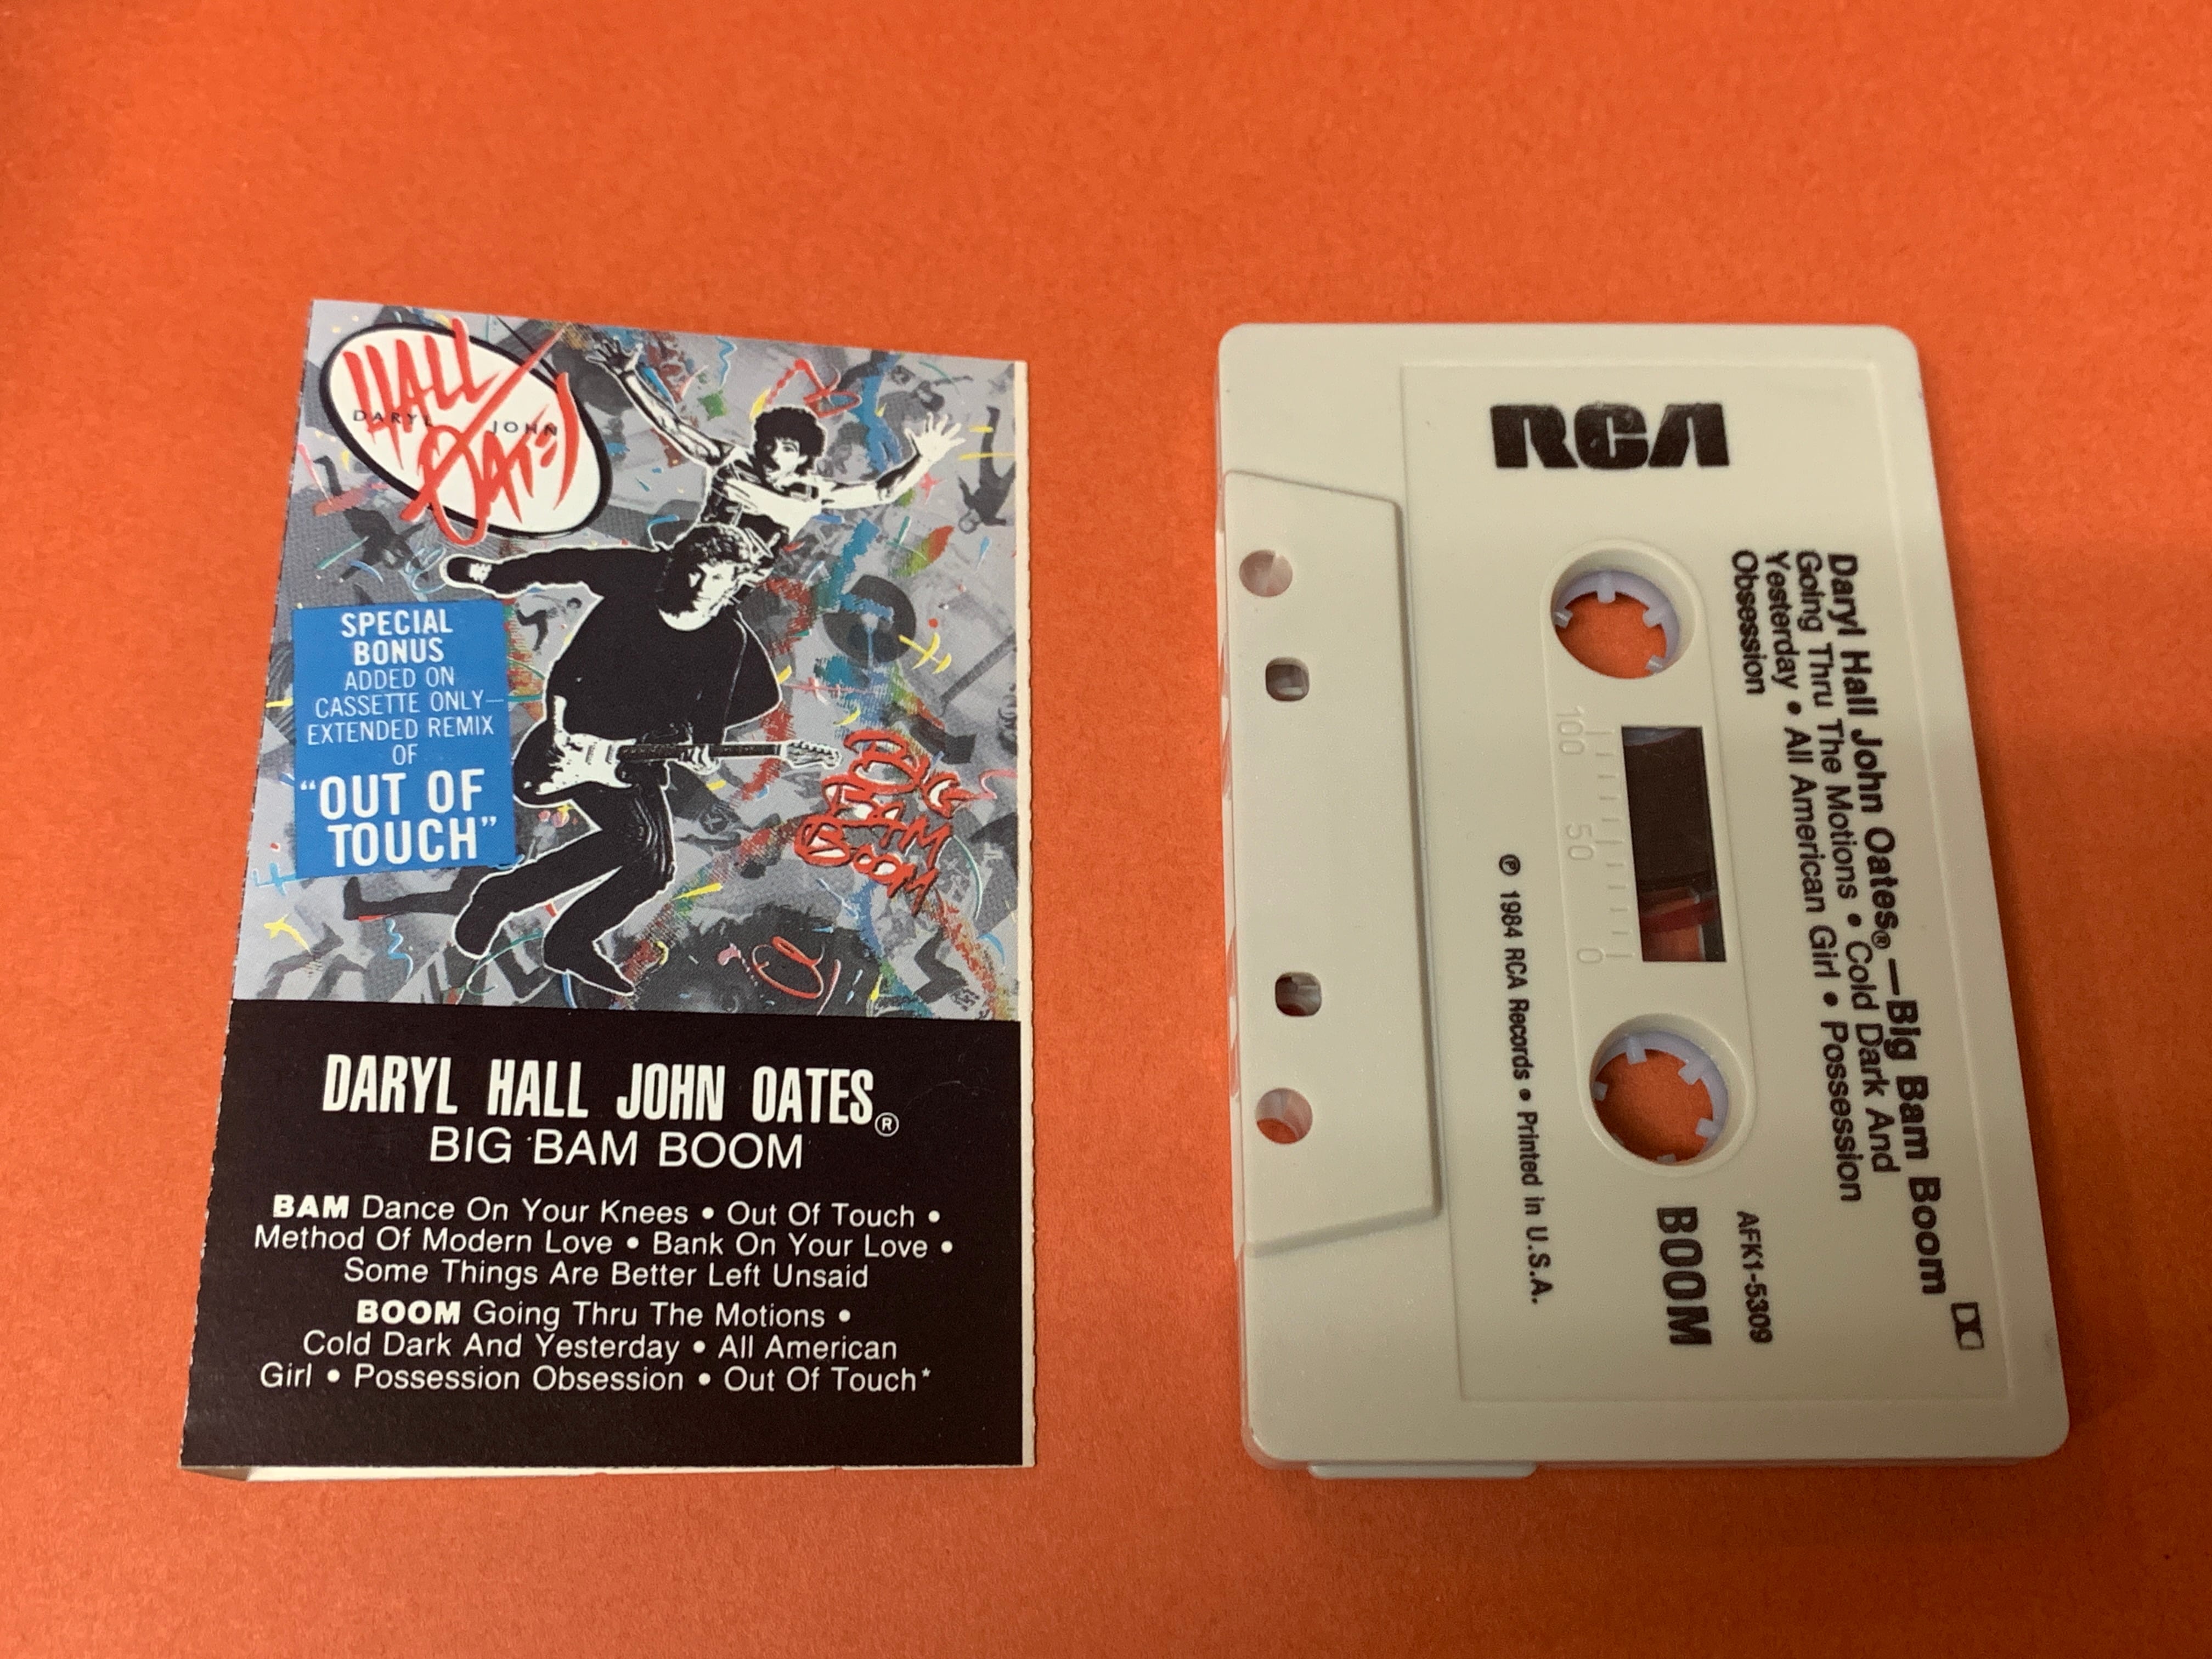 HALL
DARYL JOHN
OATES
SPECIAL
BONUS
ADDED ON
CASSETTE ONLY—
EXTENDED REMIX
OF
“OUT OF
TOUCH”
BIG
BAM
BOOM
DARYL HALL JOHN OATES®
BIG BAM BOOM
BAM Dance On Your Knees • Out Of Touch •
Method Of Modern Love • Bank On Your Love •
Some Things Are Better Left Unsaid
BOOM Going Thru The Motions •
Cold Dark And Yesterday • All American
Girl • Possession Obsession • Out Of Touch*
RCA
Daryl Hall John Oates®—Big Bam Boom
Going Thru The Motions • Cold Dark And
Yesterday • All American Girl • Possession
Obsession
AFK1-5309
BOOM
100 50 0
℗ 1984 RCA Records • Printed in U.S.A.